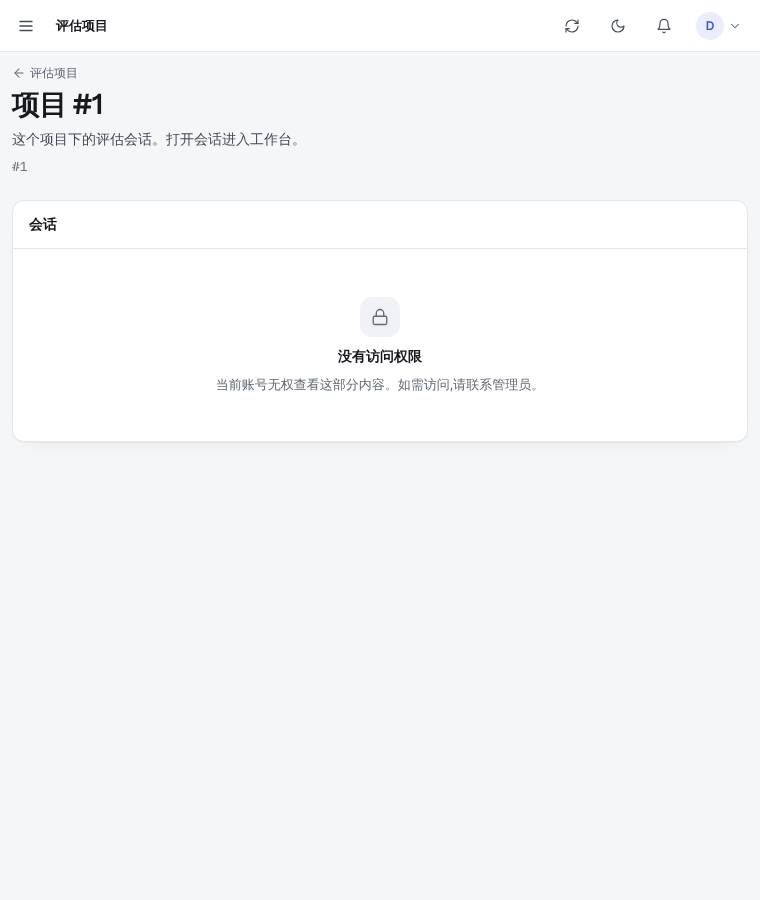 评估项目
D
评估项目
项目 #1
这个项目下的评估会话。打开会话进入工作台。
#1
会话
没有访问权限
当前账号无权查看这部分内容。如需访问,请联系管理员。